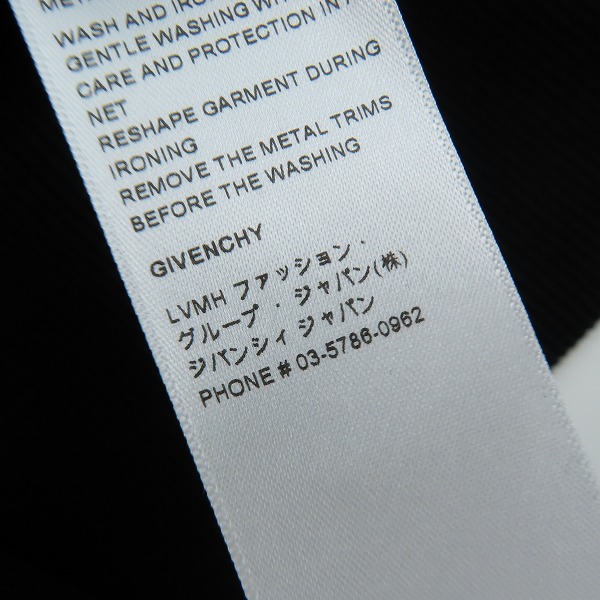 WASH AND IRON
GENTLE WASHING WI
CARE AND PROTECTION IN A
NET
RESHAPE GARMENT DURING
IRONING
REMOVE THE METAL TRIMS
BEFORE THE WASHING
GIVENCHY
LVMH ファッション・
グループ・ジャパン(株)
ジバンシィ ジャパン
PHONE # 03-5786-0962